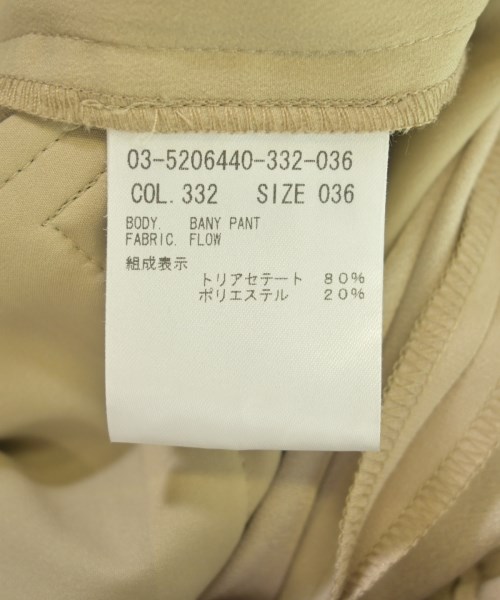 03-5206440-332-036
COL. 332 SIZE 036
BODY. BANY PANT
FABRIC. FLOW
組成表示
トリアセテート 80%
ポリエステル 20%